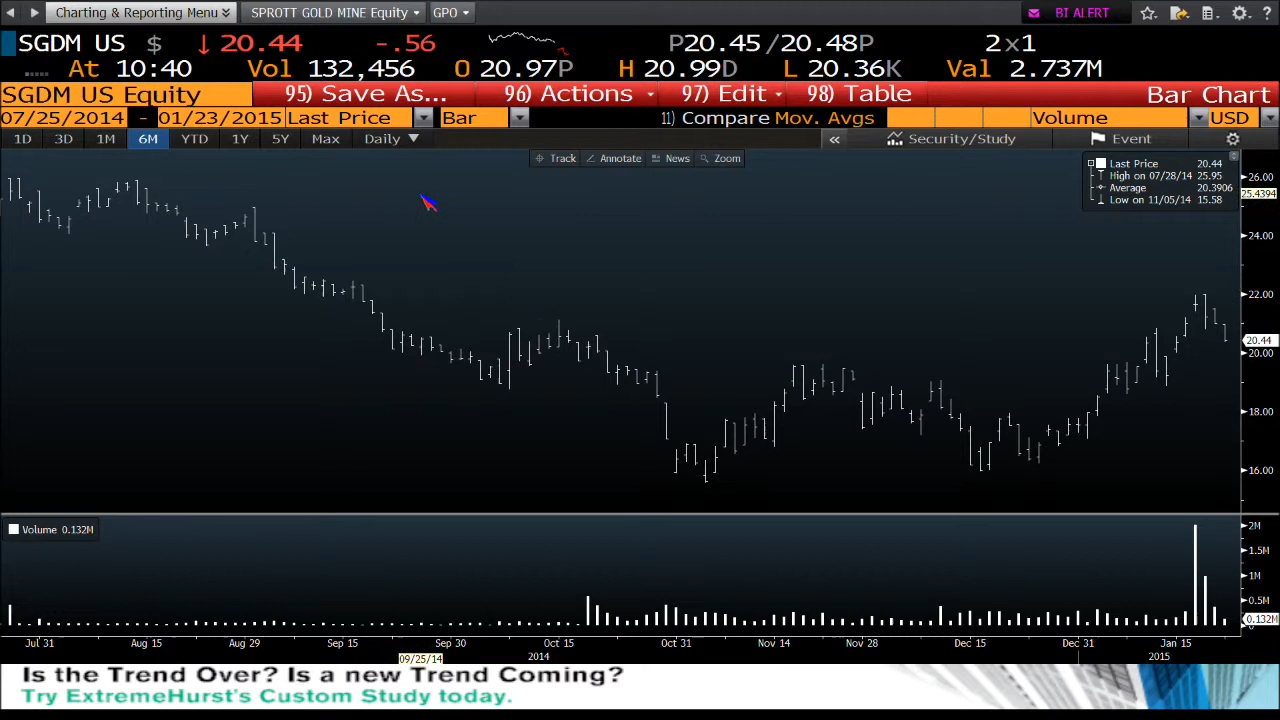 Charting & Reporting Menu SPROTT GOLD MINE Equity GPO BI ALERT ?
SGDM US $ ↓ 20.44 -.56 P20.45 /20.48P 2 x1
At 10:40 Vol 132,456 O 20.97P H 20.99D L 20.36K Val 2.737M
SGDM US Equity 95) Save As... 96) Actions 97) Edit 98) Table Bar Chart
07/25/2014 - 01/23/2015 Last Price Bar 11) Compare Mov. Avgs Volume USD
1D 3D 1M 6M YTD 1Y 5Y Max Daily ▼ « Security/Study Event
Track Annotate News Zoom
Last Price 20.44
High on 07/28/14 25.95
Average 20.3906
Low on 11/05/14 15.58
26.00
25.4394
24.00
22.00
20.44
20.00
18.00
16.00
Volume 0.132M
2M
1.5M
1M
0.5M
0.132M
0
Jul 31 Aug 15 Aug 29 Sep 15 Sep 30 Oct 15 Oct 31 Nov 14 Nov 28 Dec 15 Dec 31 Jan 15
09/25/14 2014 2015
Is the Trend Over? Is a new Trend Coming?
Try ExtremeHurst's Custom Study today.